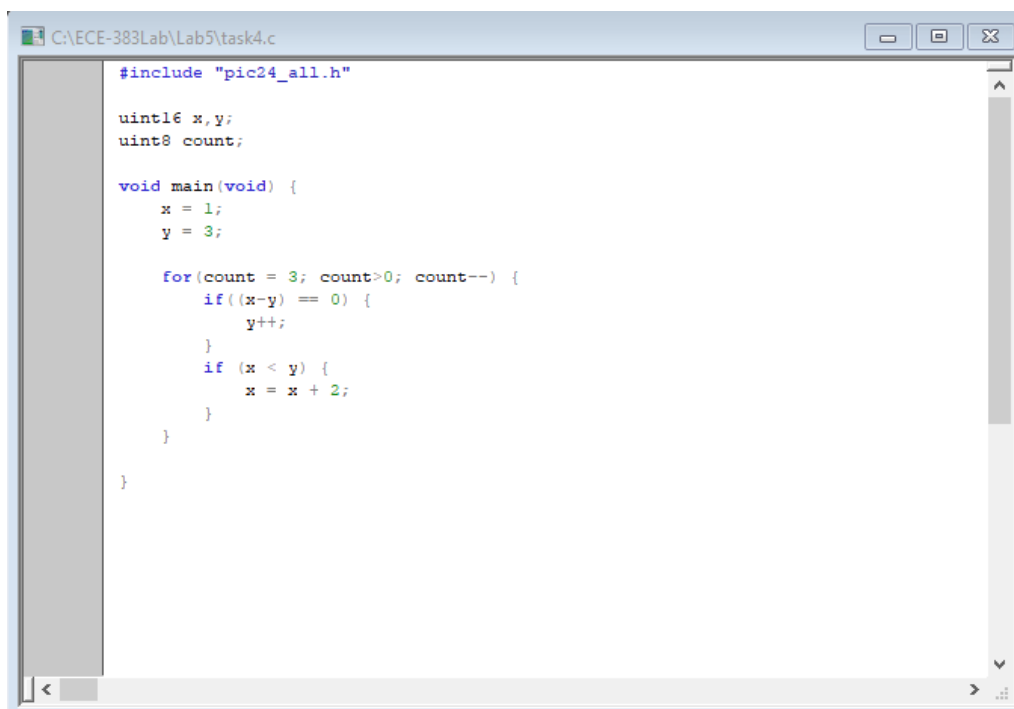 C:\ECE-383Lab\Lab5\task4.c
#include "pic24_all.h"
uint16 x,y;
uint8 count;
void main(void) {
x = 1;
y = 3;
for(count = 3; count>0; count--) {
if((x-y) == 0) {
y++;
}
if (x < y) {
x = x + 2;
}
}
}